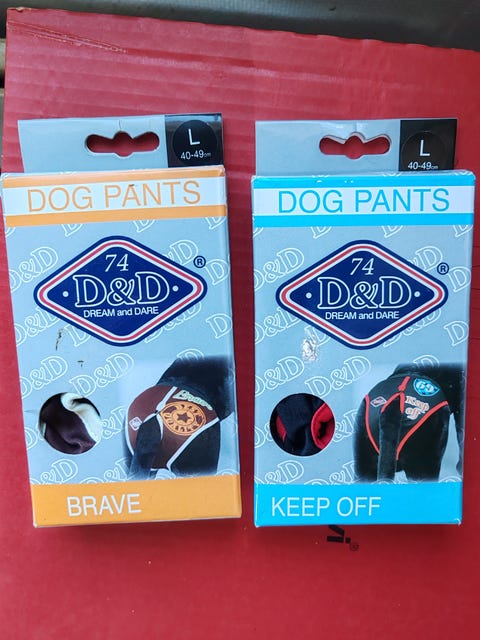 L
40-49cm
DOG PANTS
74
D&D
®
DREAM and DARE
BRAVE
L
40-49cm
DOG PANTS
74
D&D
®
DREAM and DARE
69
Keep
off
KEEP OFF